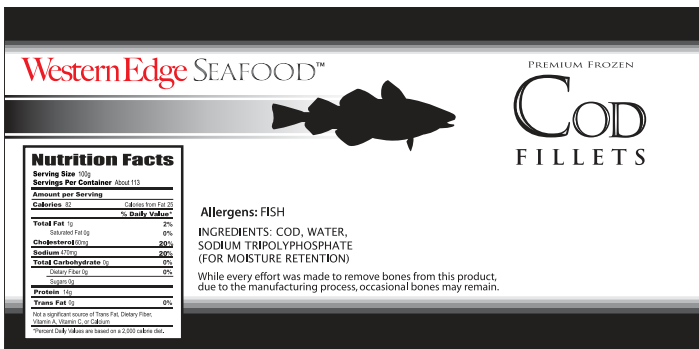 WesternEdge SEAFOOD™
PREMIUM FROZEN
COD
FILLETS
Nutrition Facts
Serving Size 100g
Servings Per Container About 113
Amount per Serving
Calories 82 Calories from Fat 25
% Daily Value*
Total Fat 1g 2%
Saturated Fat 0g 0%
Cholesterol 60mg 20%
Sodium 470mg 20%
Total Carbohydrate 0g 0%
Dietary Fiber 0g 0%
Sugars 0g
Protein 14g
Trans Fat 0g 0%
Not a significant source of Trans Fat, Dietary Fiber,
Vitamin A, Vitamin C, or Calcium
*Percent Daily Values are based on a 2,000 calorie diet.
Allergens: FISH
INGREDIENTS: COD, WATER,
SODIUM TRIPOLYPHOSPHATE
(FOR MOISTURE RETENTION)
While every effort was made to remove bones from this product,
due to the manufacturing process, occasional bones may remain.